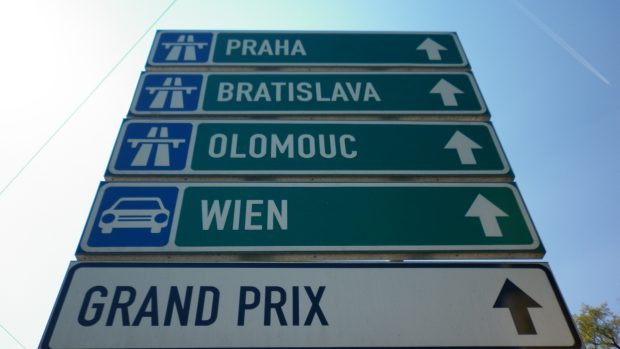 PRAHA
BRATISLAVA
OLOMOUC
WIEN
GRAND PRIX